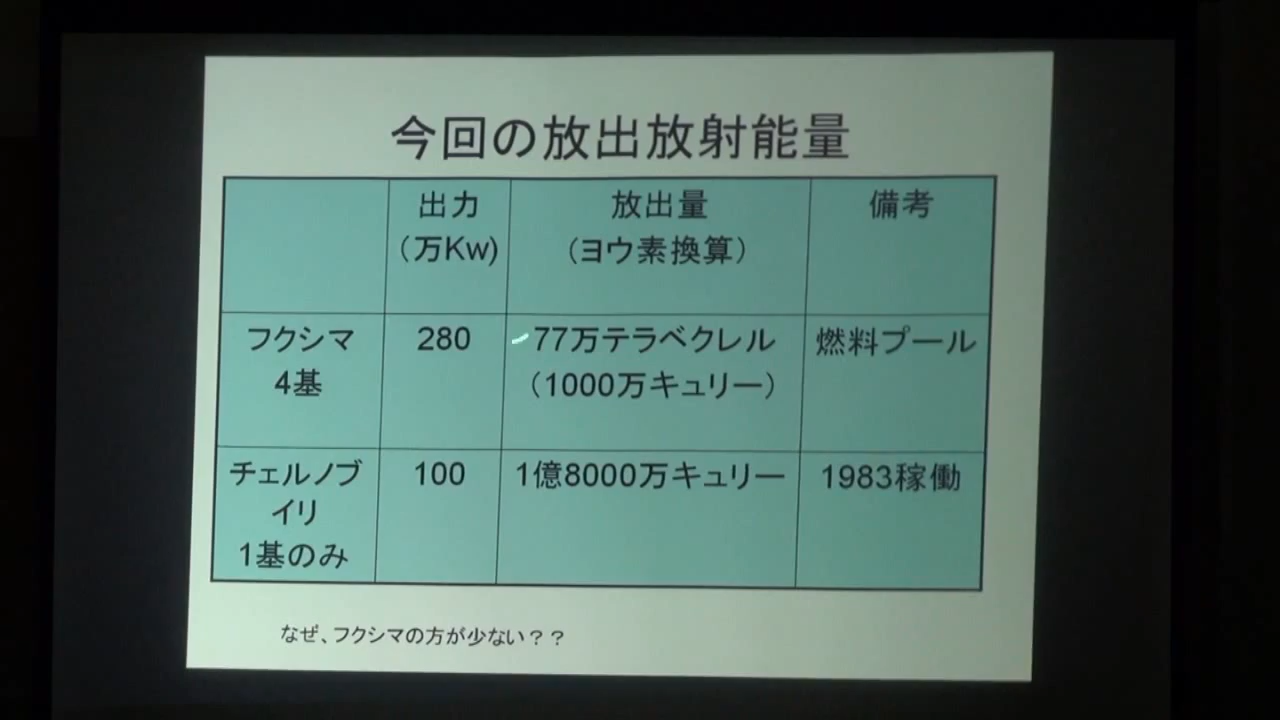 今回の放出放射能量
出力
（万Kw)
放出量
（ヨウ素換算）
備考
フクシマ
4基
280
77万テラベクレル
（1000万キュリー）
燃料プール
チェルノブ
イリ
1基のみ
100
1億8000万キュリー
1983稼働
なぜ、フクシマの方が少ない？？